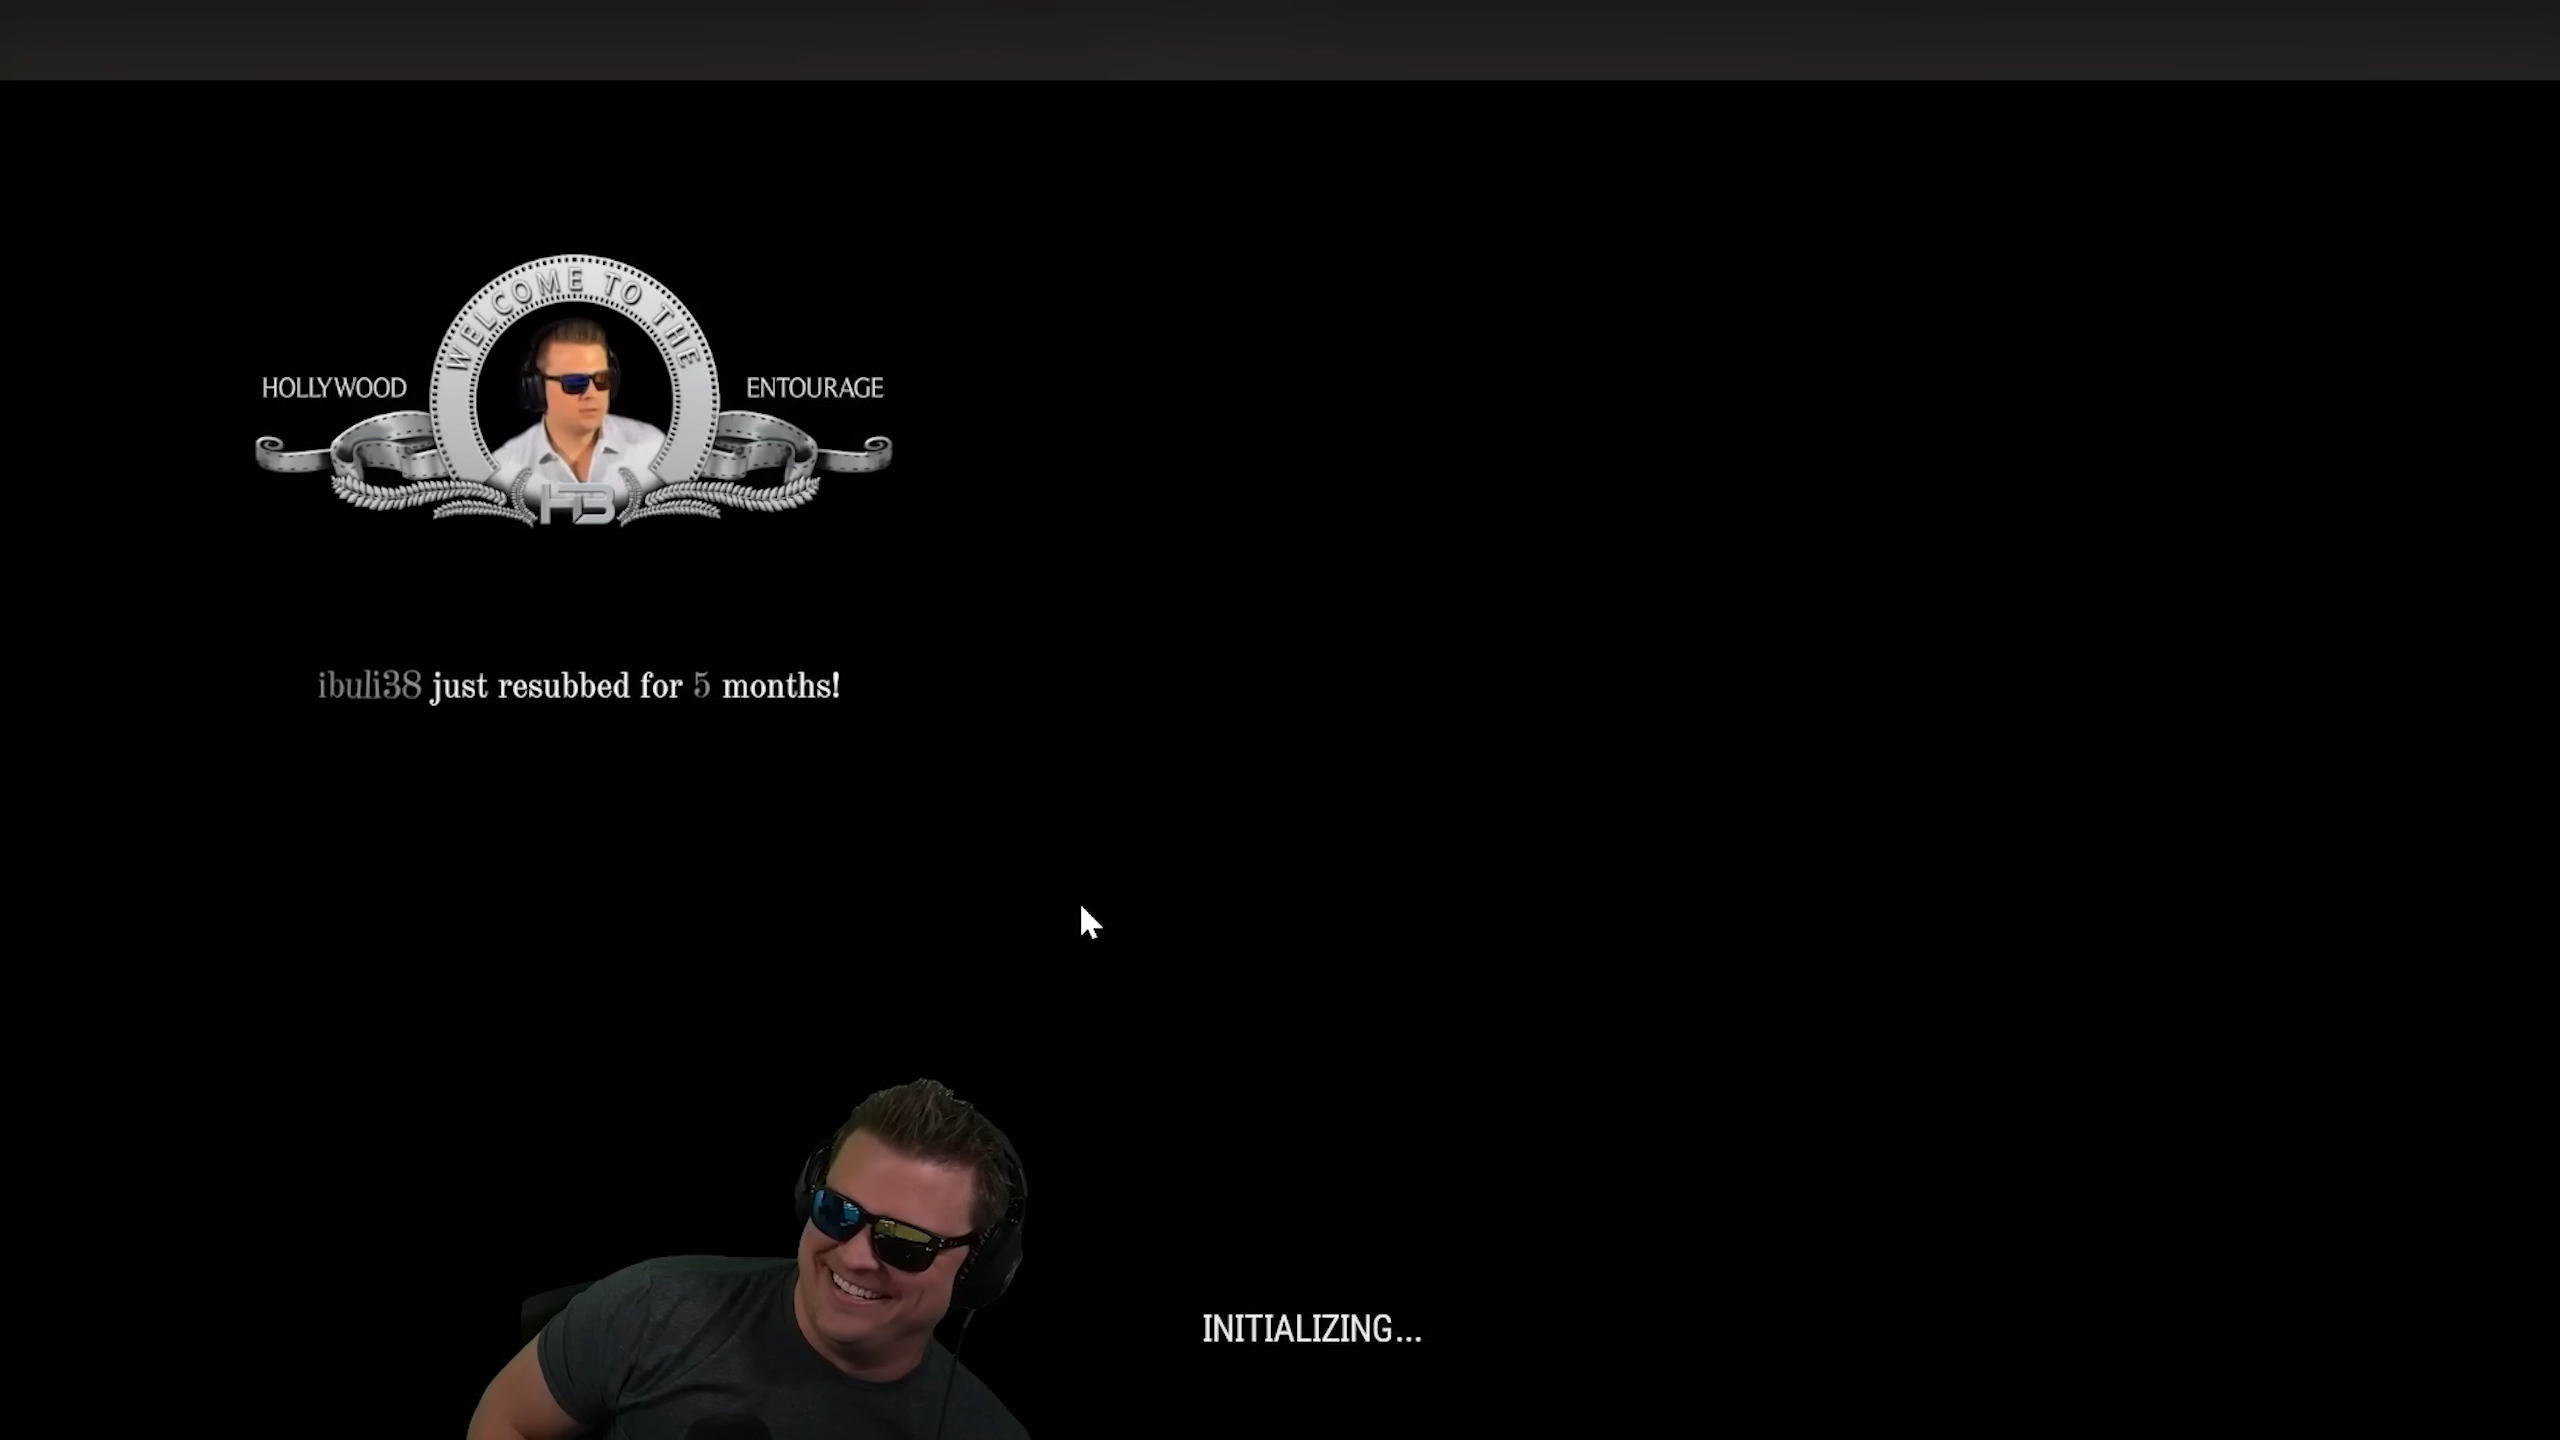 WELCOME TO THE
HOLLYWOOD ENTOURAGE
HB
ibuli38 just resubbed for 5 months!
INITIALIZING...